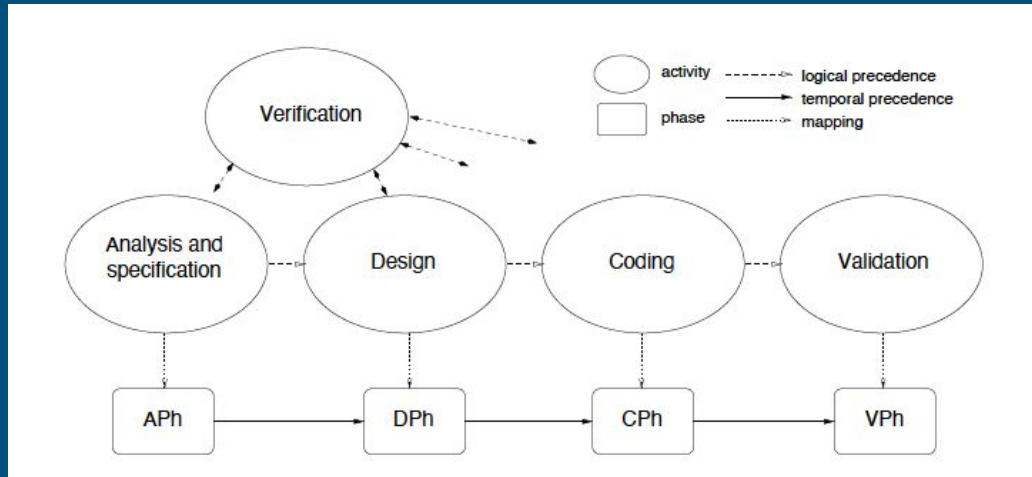 activity
logical precedence
temporal precedence
phase
mapping
Verification
Analysis and
specification
Design
Coding
Validation
APh
DPh
CPh
VPh